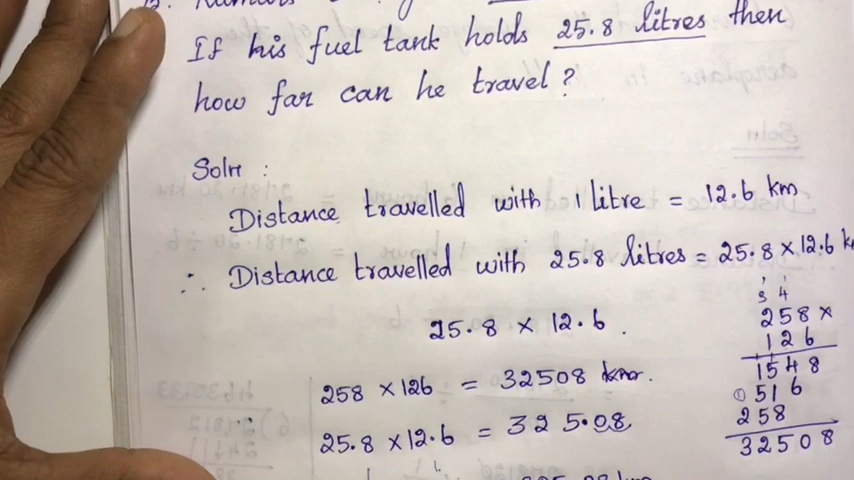 If his fuel tank holds 25.8 litres then
how far can he travel?
Soln :
Distance travelled with 1 litre = 12.6 km
∴ Distance travelled with 25.8 litres = 25.8 × 12.6 k
25.8 × 12.6 .
258 × 126 = 32508
25.8 × 12.6 = 325.08
1 1
3 4
258 ×
126
1548
516
258
32508